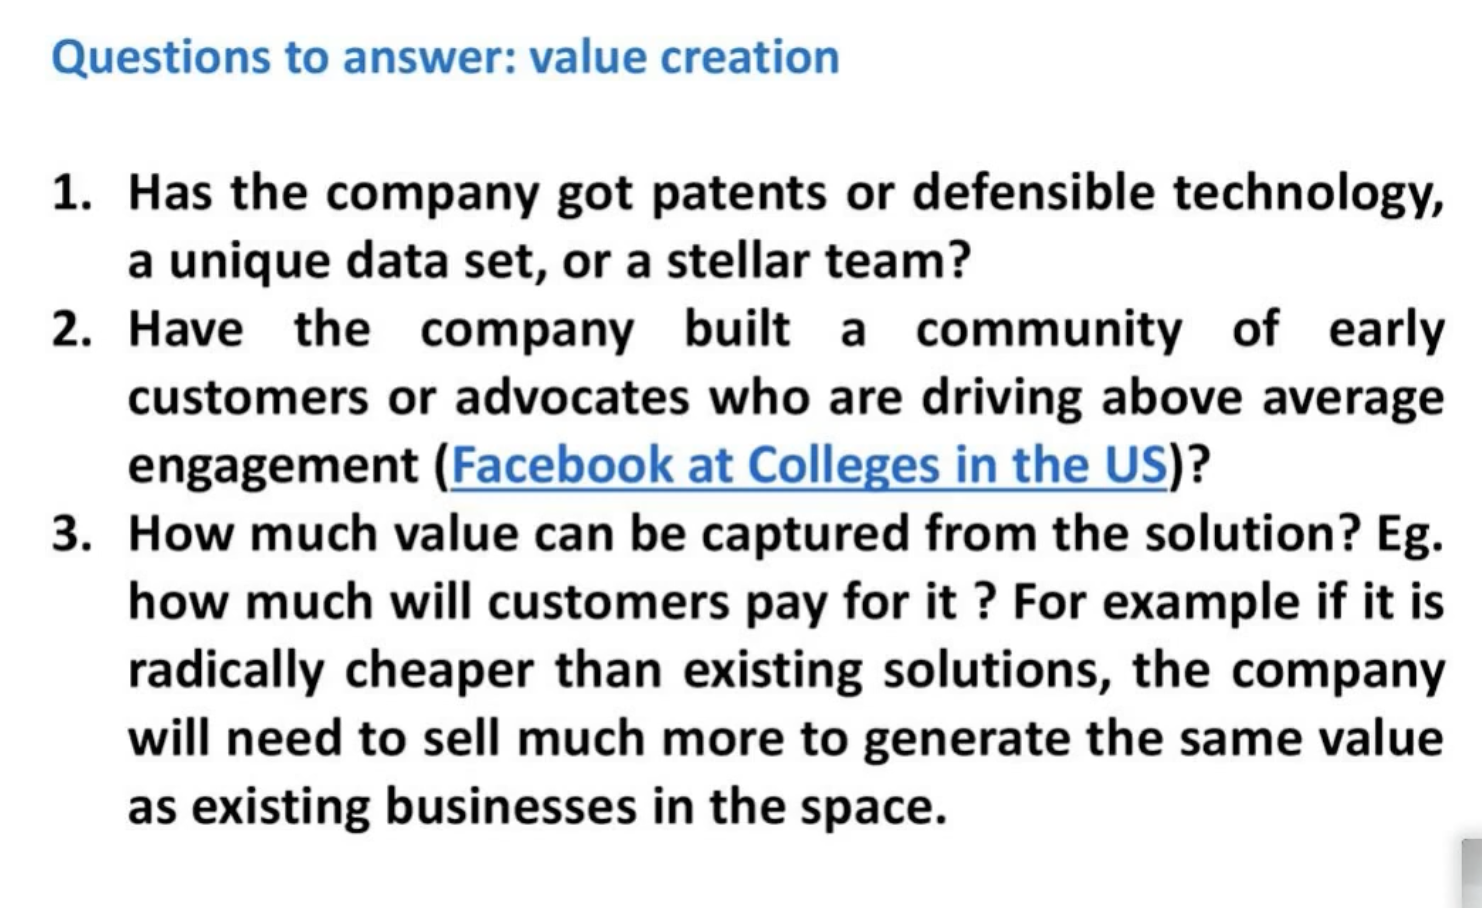 Questions to answer: value creation
1. Has the company got patents or defensible technology,
a unique data set, or a stellar team?
2. Have the company built a community of early
customers or advocates who are driving above average
engagement (Facebook at Colleges in the US)?
3. How much value can be captured from the solution? Eg.
how much will customers pay for it ? For example if it is
radically cheaper than existing solutions, the company
will need to sell much more to generate the same value
as existing businesses in the space.